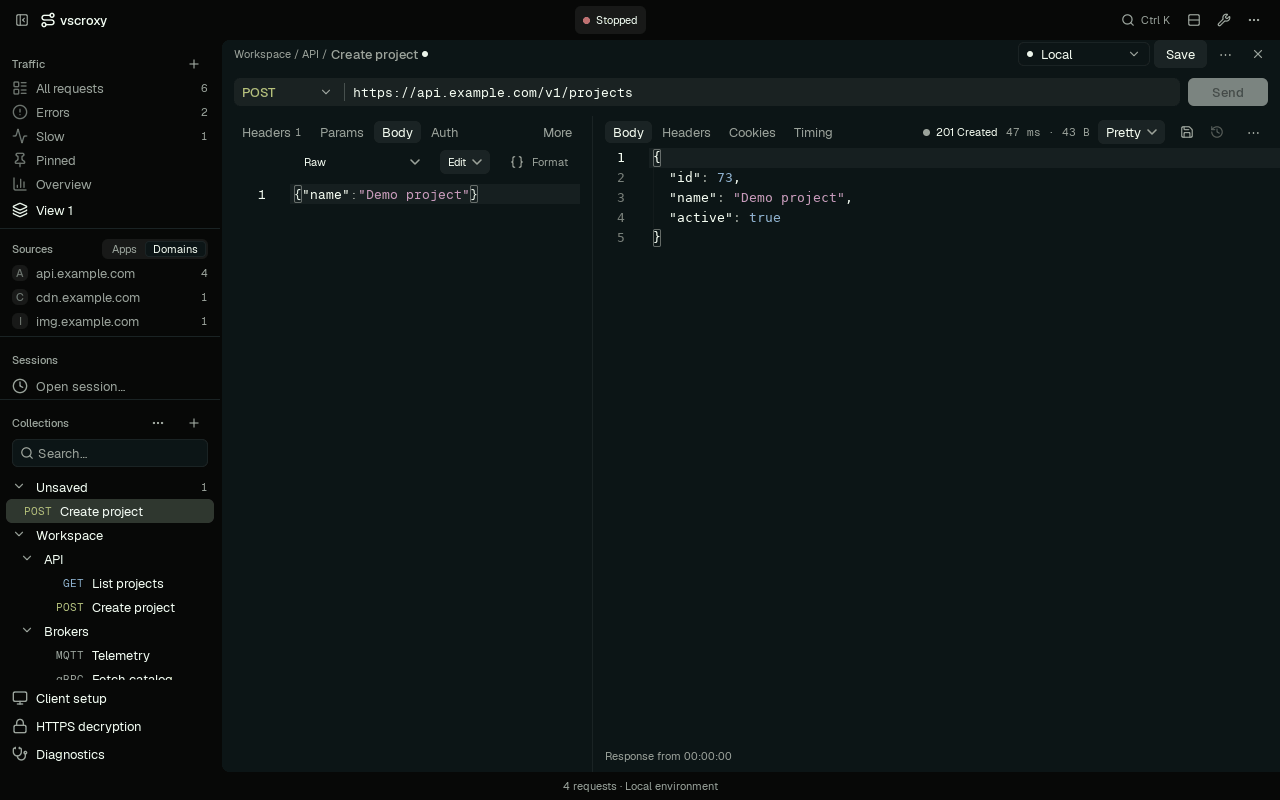 vscroxy
Stopped
Ctrl K
Traffic
All requests 6
Errors 2
Slow 1
Pinned
Overview
View 1
Sources Apps Domains
A api.example.com 4
C cdn.example.com 1
I img.example.com 1
Sessions
Open session...
Collections
Search...
Unsaved 1
POST Create project
Workspace
API
GET List projects
POST Create project
Brokers
MQTT Telemetry
gRPC Fetch catalog
Client setup
HTTPS decryption
Diagnostics
Workspace / API / Create project
Local
Save
POST https://api.example.com/v1/projects
Send
Headers 1 Params Body Auth More
Raw Edit {} Format
1 {"name":"Demo project"}
Body Headers Cookies Timing
201 Created 47 ms · 43 B Pretty
1 {
2 "id": 73,
3 "name": "Demo project",
4 "active": true
5 }
Response from 00:00:00
4 requests · Local environment